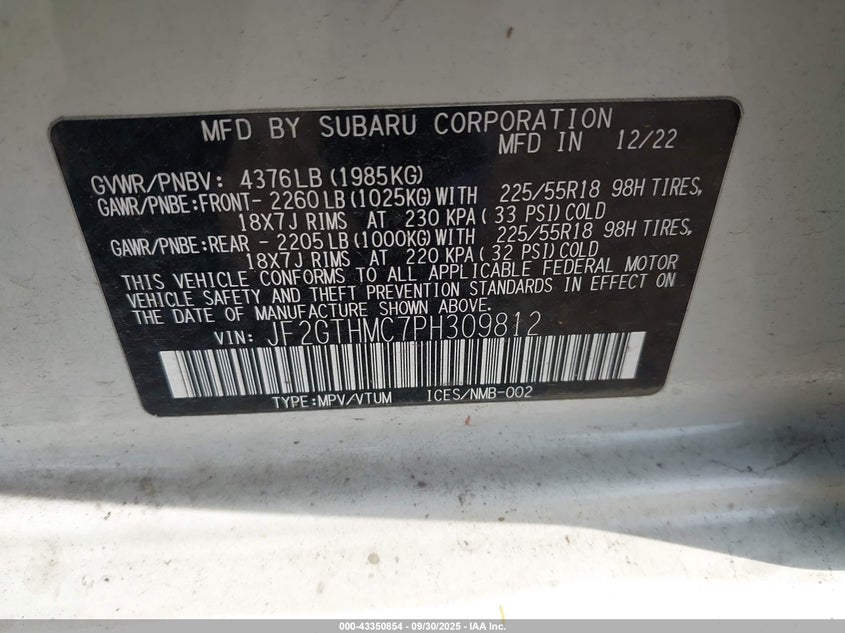 MFD BY SUBARU CORPORATION
MFD IN 12/22
GVWR/PNBV: 4376LB (1985KG)
GAWR/PNBE:FRONT- 2260LB (1025KG) WITH 225/55R18 98H TIRES,
18X7J RIMS AT 230 KPA ( 33 PSI) COLD
GAWR/PNBE:REAR - 2205LB (1000KG) WITH 225/55R18 98H TIRES,
18X7J RIMS AT 220 KPA ( 32 PSI) COLD
THIS VEHICLE CONFORMS TO ALL APPLICABLE FEDERAL MOTOR
VEHICLE SAFETY AND THEFT PREVENTION STANDARDS IN EFFECT ON
THE DATE OF MANUFACTURE SHOWN ABOVE.
VIN: JF2GTHMC7PH309812
TYPE:MPV/VTUM ICES/NMB-002
000-43350854 - 09/30/2025 - IAA Inc.